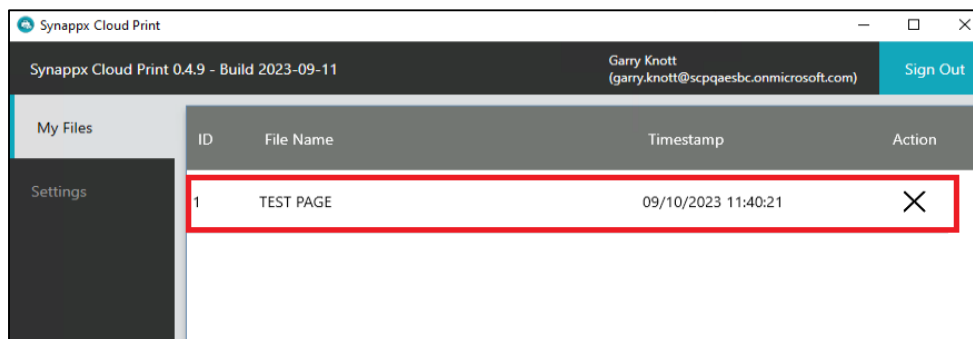 Synappx Cloud Print
Synappx Cloud Print 0.4.9 - Build 2023-09-11
Garry Knott
(garry.knott@scpqaesbc.onmicrosoft.com)
Sign Out
My Files
Settings
ID File Name Timestamp Action
1 TEST PAGE 09/10/2023 11:40:21